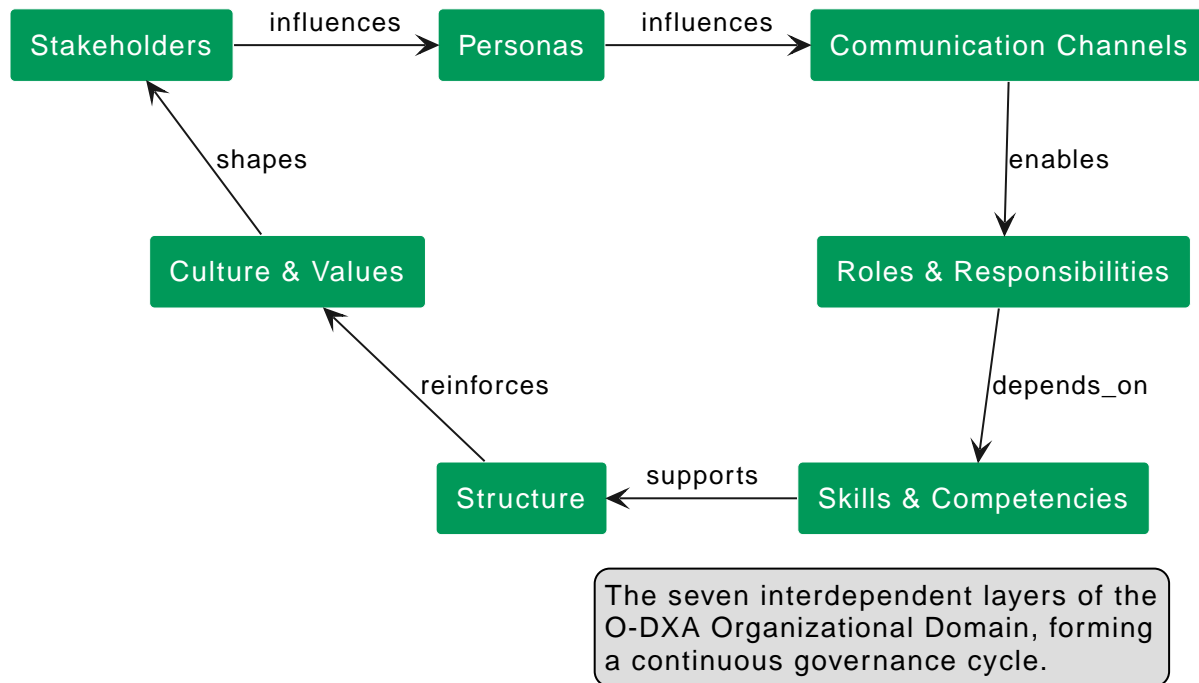 influences
influences
Stakeholders
Personas
Communication Channels
shapes
enables
Culture & Values
Roles & Responsibilities
reinforces
depends_on
supports
Structure
Skills & Competencies
The seven interdependent layers of the
O-DXA Organizational Domain, forming
a continuous governance cycle.